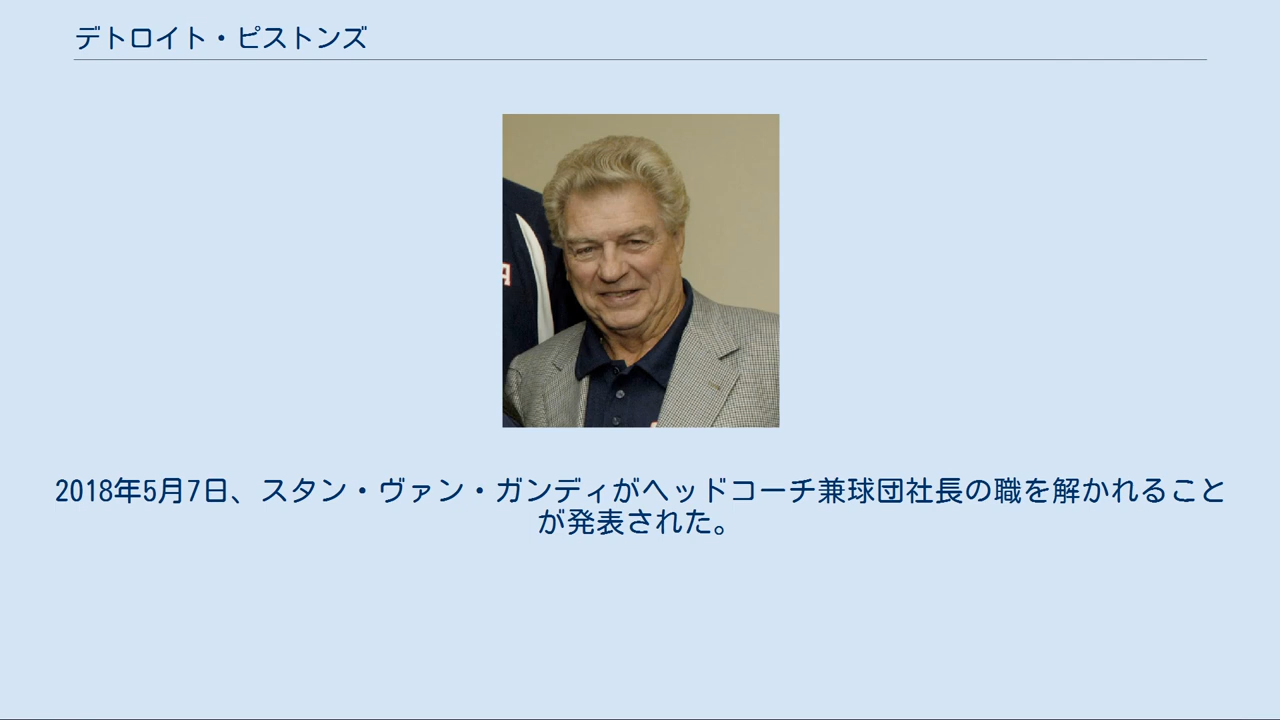 デトロイト・ピストンズ
A
2018年5月7日、スタン・ヴァン・ガンディがヘッドコーチ兼球団社長の職を解かれること
が発表された。